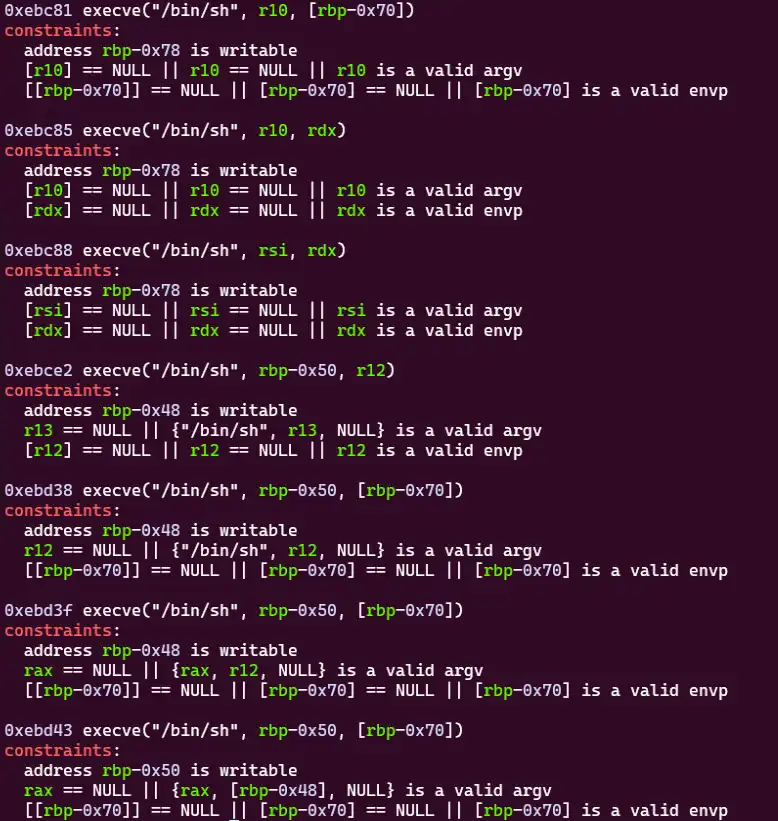 0xebc81 execve("/bin/sh", r10, [rbp-0x70])
constraints:
  address rbp-0x78 is writable
  [r10] == NULL || r10 == NULL || r10 is a valid argv
  [[rbp-0x70]] == NULL || [rbp-0x70] == NULL || [rbp-0x70] is a valid envp

0xebc85 execve("/bin/sh", r10, rdx)
constraints:
  address rbp-0x78 is writable
  [r10] == NULL || r10 == NULL || r10 is a valid argv
  [rdx] == NULL || rdx == NULL || rdx is a valid envp

0xebc88 execve("/bin/sh", rsi, rdx)
constraints:
  address rbp-0x78 is writable
  [rsi] == NULL || rsi == NULL || rsi is a valid argv
  [rdx] == NULL || rdx == NULL || rdx is a valid envp

0xebce2 execve("/bin/sh", rbp-0x50, r12)
constraints:
  address rbp-0x48 is writable
  r13 == NULL || {"/bin/sh", r13, NULL} is a valid argv
  [r12] == NULL || r12 == NULL || r12 is a valid envp

0xebd38 execve("/bin/sh", rbp-0x50, [rbp-0x70])
constraints:
  address rbp-0x48 is writable
  r12 == NULL || {"/bin/sh", r12, NULL} is a valid argv
  [[rbp-0x70]] == NULL || [rbp-0x70] == NULL || [rbp-0x70] is a valid envp

0xebd3f execve("/bin/sh", rbp-0x50, [rbp-0x70])
constraints:
  address rbp-0x48 is writable
  rax == NULL || {rax, r12, NULL} is a valid argv
  [[rbp-0x70]] == NULL || [rbp-0x70] == NULL || [rbp-0x70] is a valid envp

0xebd43 execve("/bin/sh", rbp-0x50, [rbp-0x70])
constraints:
  address rbp-0x50 is writable
  rax == NULL || {rax, [rbp-0x48], NULL} is a valid argv
  [[rbp-0x70]] == NULL || [rbp-0x70] == NULL || [rbp-0x70] is a valid envp